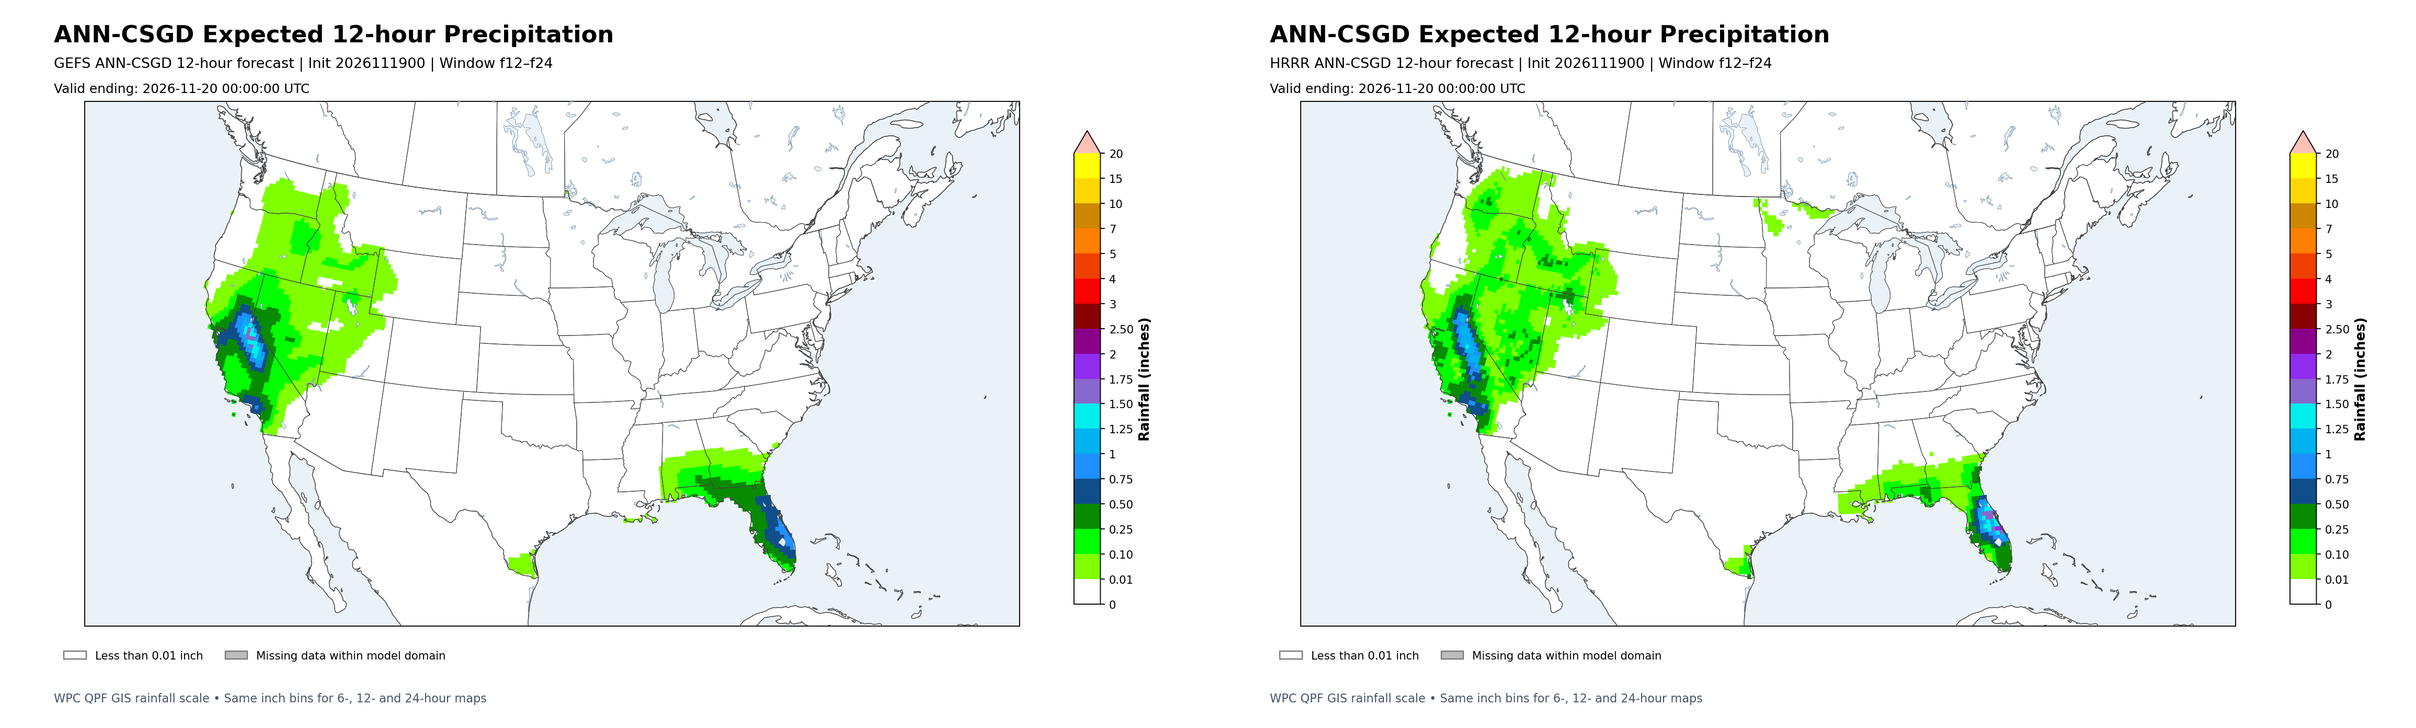 ANN-CSGD Expected 12-hour Precipitation
GEFS ANN-CSGD 12-hour forecast | Init 2026111900 | Window f12–f24
Valid ending: 2026-11-20 00:00:00 UTC
20
15
10
7
5
4
3
2.50
2
1.75
1.50
1.25
1
0.75
0.50
0.25
0.10
0.01
0
Rainfall (inches)
Less than 0.01 inch
Missing data within model domain
WPC QPF GIS rainfall scale • Same inch bins for 6-, 12- and 24-hour maps
ANN-CSGD Expected 12-hour Precipitation
HRRR ANN-CSGD 12-hour forecast | Init 2026111900 | Window f12–f24
Valid ending: 2026-11-20 00:00:00 UTC
20
15
10
7
5
4
3
2.50
2
1.75
1.50
1.25
1
0.75
0.50
0.25
0.10
0.01
0
Rainfall (inches)
Less than 0.01 inch
Missing data within model domain
WPC QPF GIS rainfall scale • Same inch bins for 6-, 12- and 24-hour maps